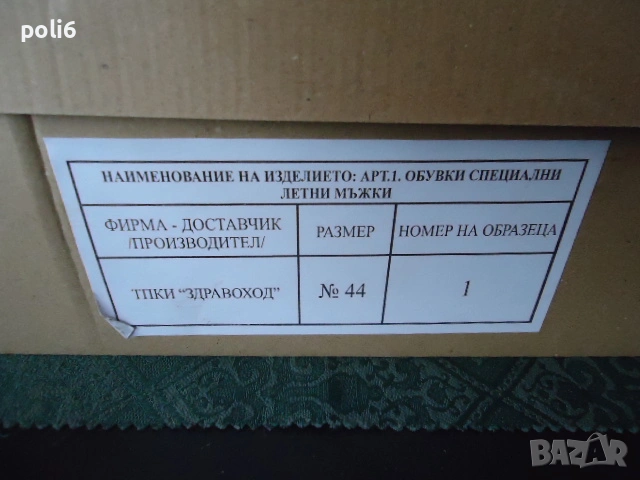 poli6
НАИМЕНОВАНИЕ НА ИЗДЕЛИЕТО: АРТ.1. ОБУВКИ СПЕЦИАЛНИ
ЛЕТНИ МЪЖКИ
ФИРМА - ДОСТАВЧИК
/ПРОИЗВОДИТЕЛ/
РАЗМЕР
НОМЕР НА ОБРАЗЕЦА
ТПКИ “ЗДРАВОХОД”
№ 44
1
BAZAR